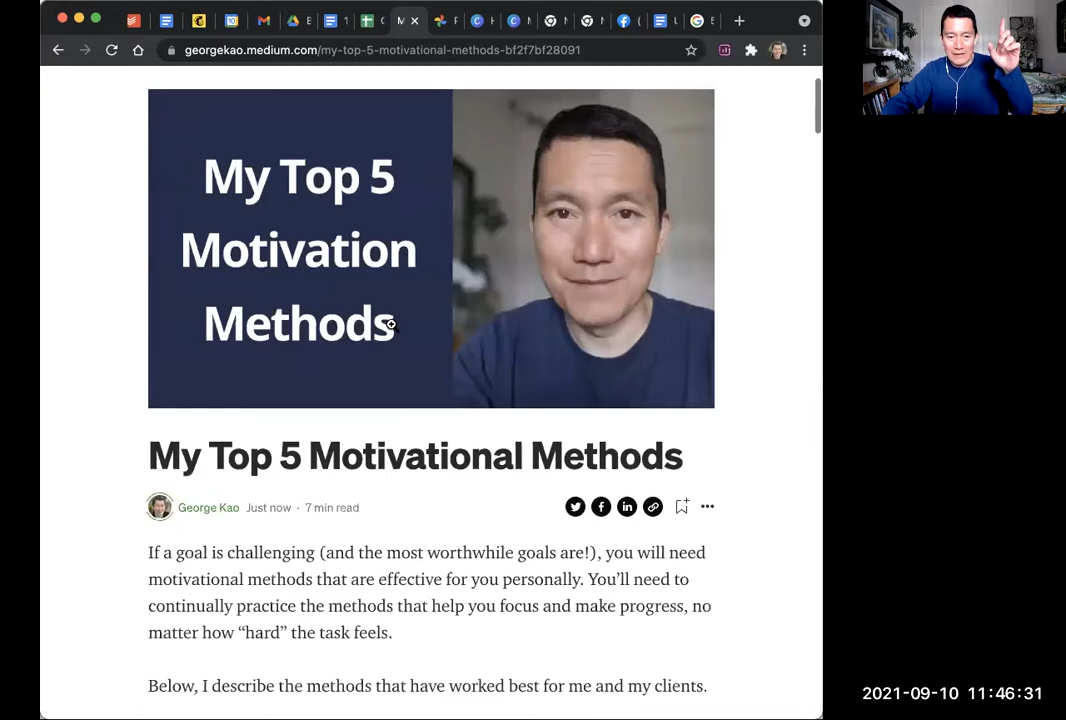 georgekao.medium.com/my-top-5-motivational-methods-bf2f7bf28091
My Top 5
Motivation
Methods
My Top 5 Motivational Methods
George Kao Just now · 7 min read
If a goal is challenging (and the most worthwhile goals are!), you will need
motivational methods that are effective for you personally. You’ll need to
continually practice the methods that help you focus and make progress, no
matter how “hard” the task feels.
Below, I describe the methods that have worked best for me and my clients.
2021-09-10 11:46:31